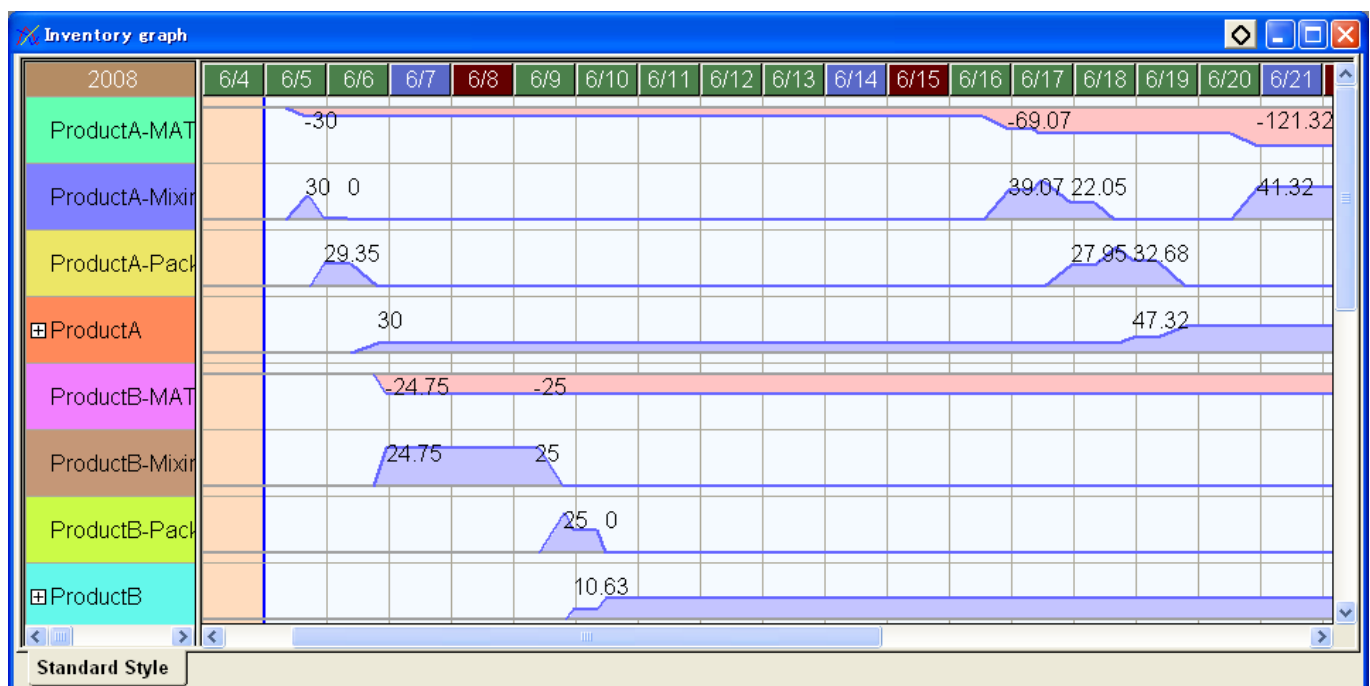 Inventory graph
2008 6/4 6/5 6/6 6/7 6/8 6/9 6/10 6/11 6/12 6/13 6/14 6/15 6/16 6/17 6/18 6/19 6/20 6/21
ProductA-MAT -30 -69.07 -121.32
ProductA-Mixin 30 0 39.07 22.05 41.32
ProductA-Pack 29.35 27.95 32.68
ProductA 30 47.32
ProductB-MAT -24.75 -25
ProductB-Mixin 24.75 25
ProductB-Pack 25 0
ProductB 10.63
Standard Style